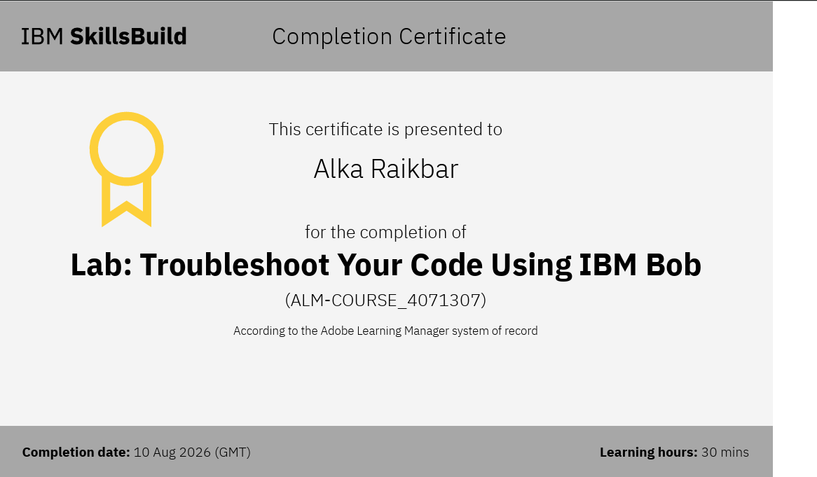 IBM SkillsBuild
Completion Certificate
This certificate is presented to
Alka Raikbar
for the completion of
Lab: Troubleshoot Your Code Using IBM Bob
(ALM-COURSE_4071307)
According to the Adobe Learning Manager system of record
Completion date: 10 Aug 2026 (GMT)
Learning hours: 30 mins